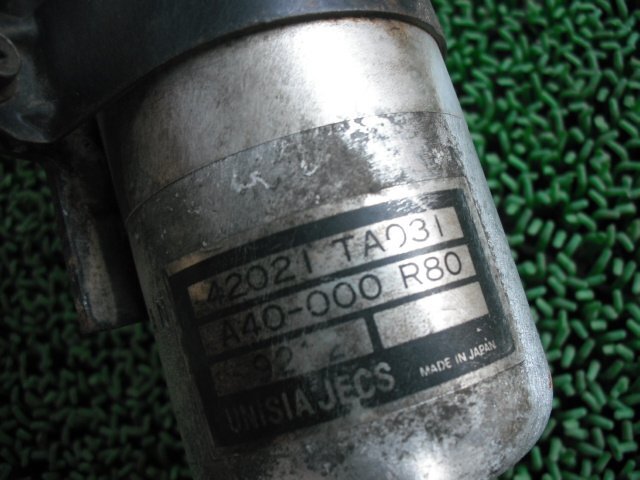 42021 TA031
A40-000 R80
UNISIA JECS MADE IN JAPAN